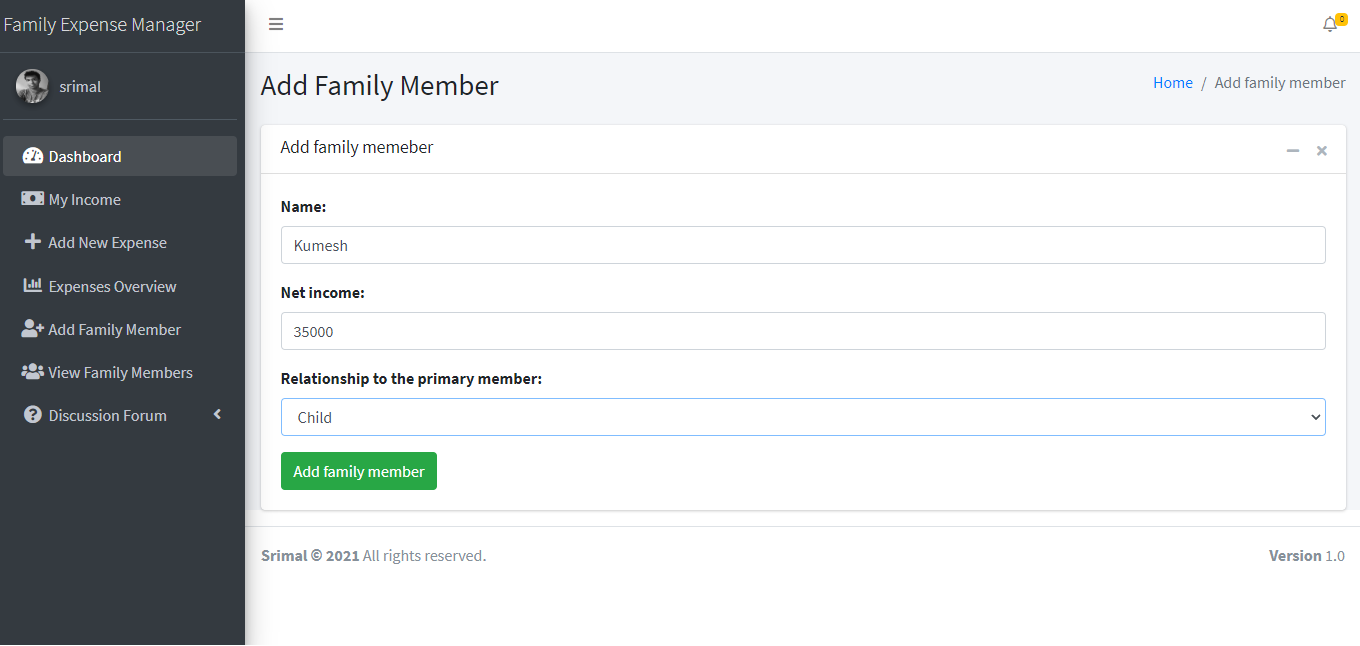 Family Expense Manager
0
srimal
Add Family Member
Home / Add family member
Dashboard
My Income
Add New Expense
Expenses Overview
Add Family Member
View Family Members
Discussion Forum
Add family memeber
Name:
Kumesh
Net income:
35000
Relationship to the primary member:
Child
Add family member
Srimal © 2021 All rights reserved.
Version 1.0